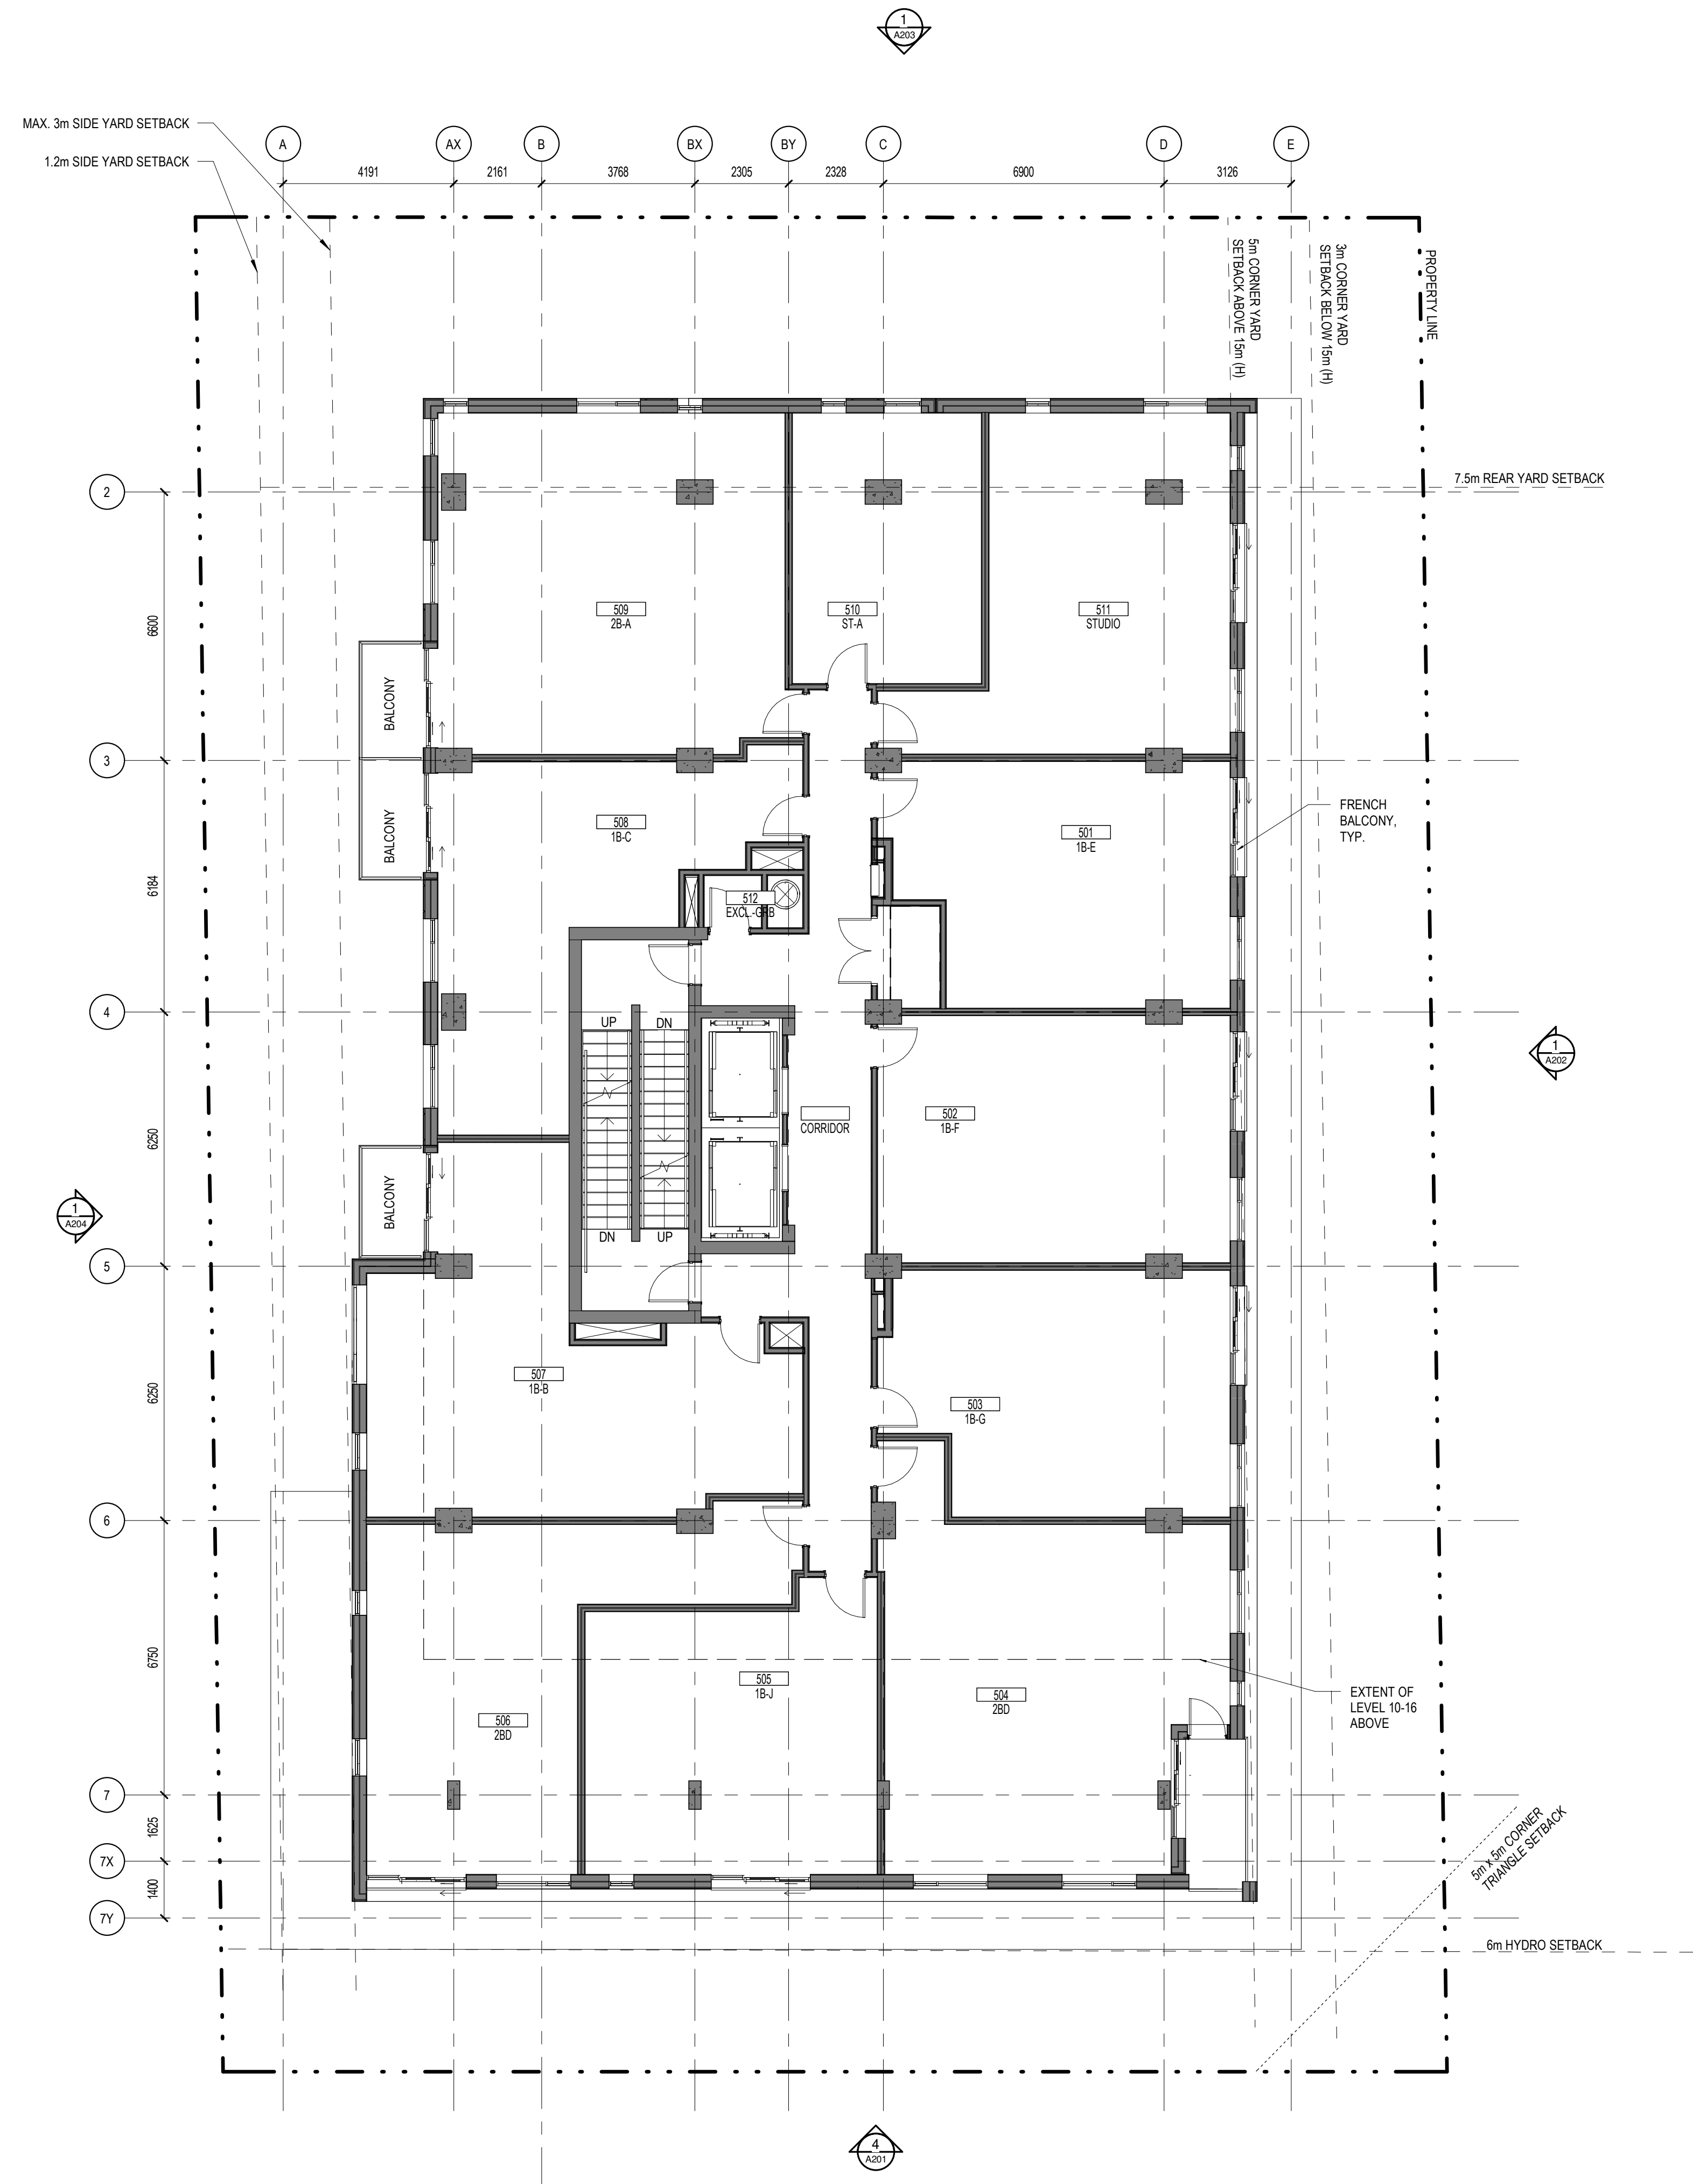 1
A203
MAX. 3m SIDE YARD SETBACK
1.2m SIDE YARD SETBACK
A
AX
B
BX
BY
C
D
E
4191
2161
3768
2305
2328
6900
3126
5m CORNER YARD
SETBACK ABOVE 15m (H)
3m CORNER YARD
SETBACK BELOW 15m (H)
PROPERTY LINE
2
7.5m REAR YARD SETBACK
6600
509
2B-A
510
ST-A
511
STUDIO
BALCONY
3
BALCONY
508
1B-C
501
1B-E
FRENCH
BALCONY,
TYP.
6184
512
EXCL.-GRB
4
UP
DN
1
A202
502
1B-F
CORRIDOR
6250
BALCONY
1
A204
DN
UP
5
507
1B-B
503
1B-G
6250
6
6750
505
1B-J
504
2BD
506
2BD
EXTENT OF
LEVEL 10-16
ABOVE
7
1625
5m x 5m CORNER
TRIANGLE SETBACK
7X
1400
7Y
6m HYDRO SETBACK
4
A201